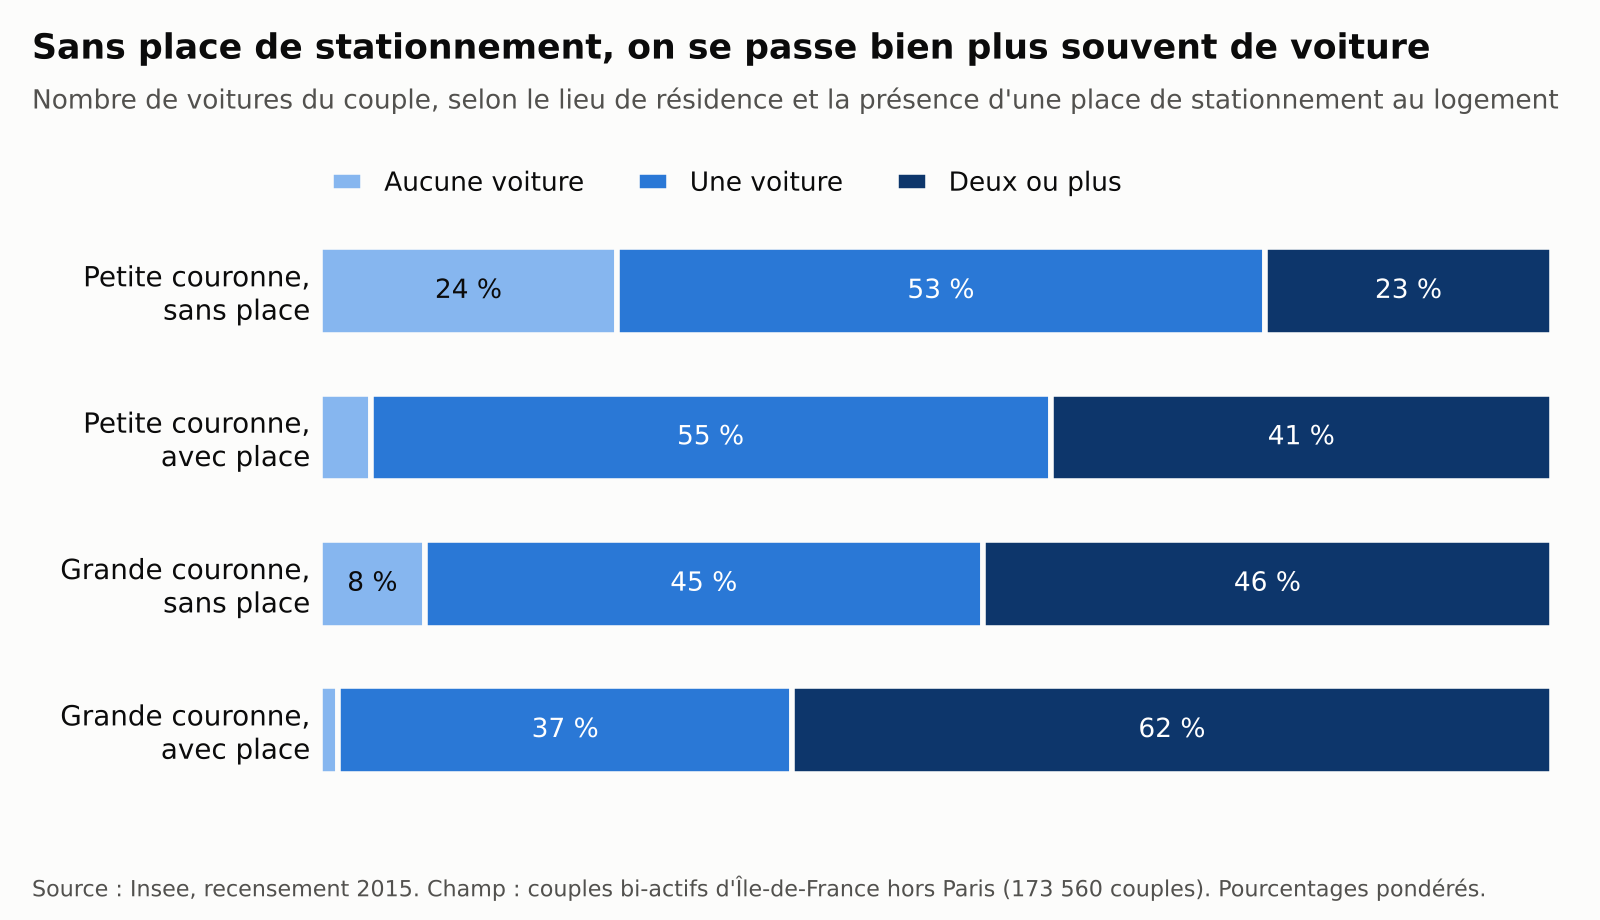 Sans place de stationnement, on se passe bien plus souvent de voiture
Nombre de voitures du couple, selon le lieu de résidence et la présence d'une place de stationnement au logement
Aucune voiture Une voiture Deux ou plus
Petite couronne,
sans place
24 % 53 % 23 %
Petite couronne,
avec place
55 % 41 %
Grande couronne,
sans place
8 % 45 % 46 %
Grande couronne,
avec place
37 % 62 %
Source : Insee, recensement 2015. Champ : couples bi-actifs d'Île-de-France hors Paris (173 560 couples). Pourcentages pondérés.